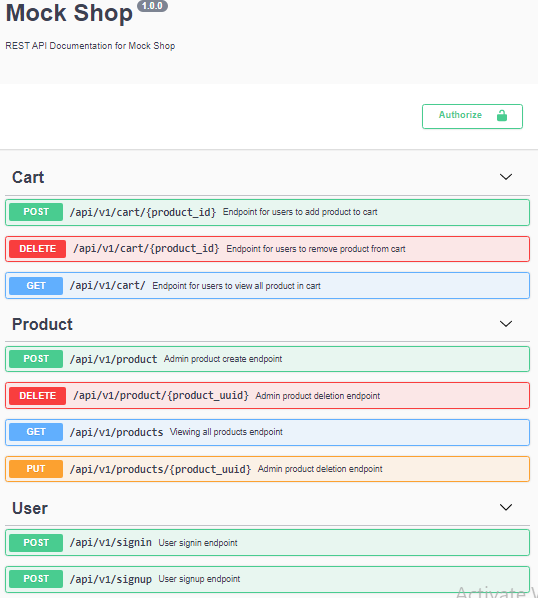 Mock Shop 1.0.0
REST API Documentation for Mock Shop
Authorize
Cart
POST /api/v1/cart/{product_id} Endpoint for users to add product to cart
DELETE /api/v1/cart/{product_id} Endpoint for users to remove product from cart
GET /api/v1/cart/ Endpoint for users to view all product in cart
Product
POST /api/v1/product Admin product create endpoint
DELETE /api/v1/product/{product_uuid} Admin product deletion endpoint
GET /api/v1/products Viewing all products endpoint
PUT /api/v1/products/{product_uuid} Admin product deletion endpoint
User
POST /api/v1/signin User signin endpoint
POST /api/v1/signup User signup endpoint
Activate